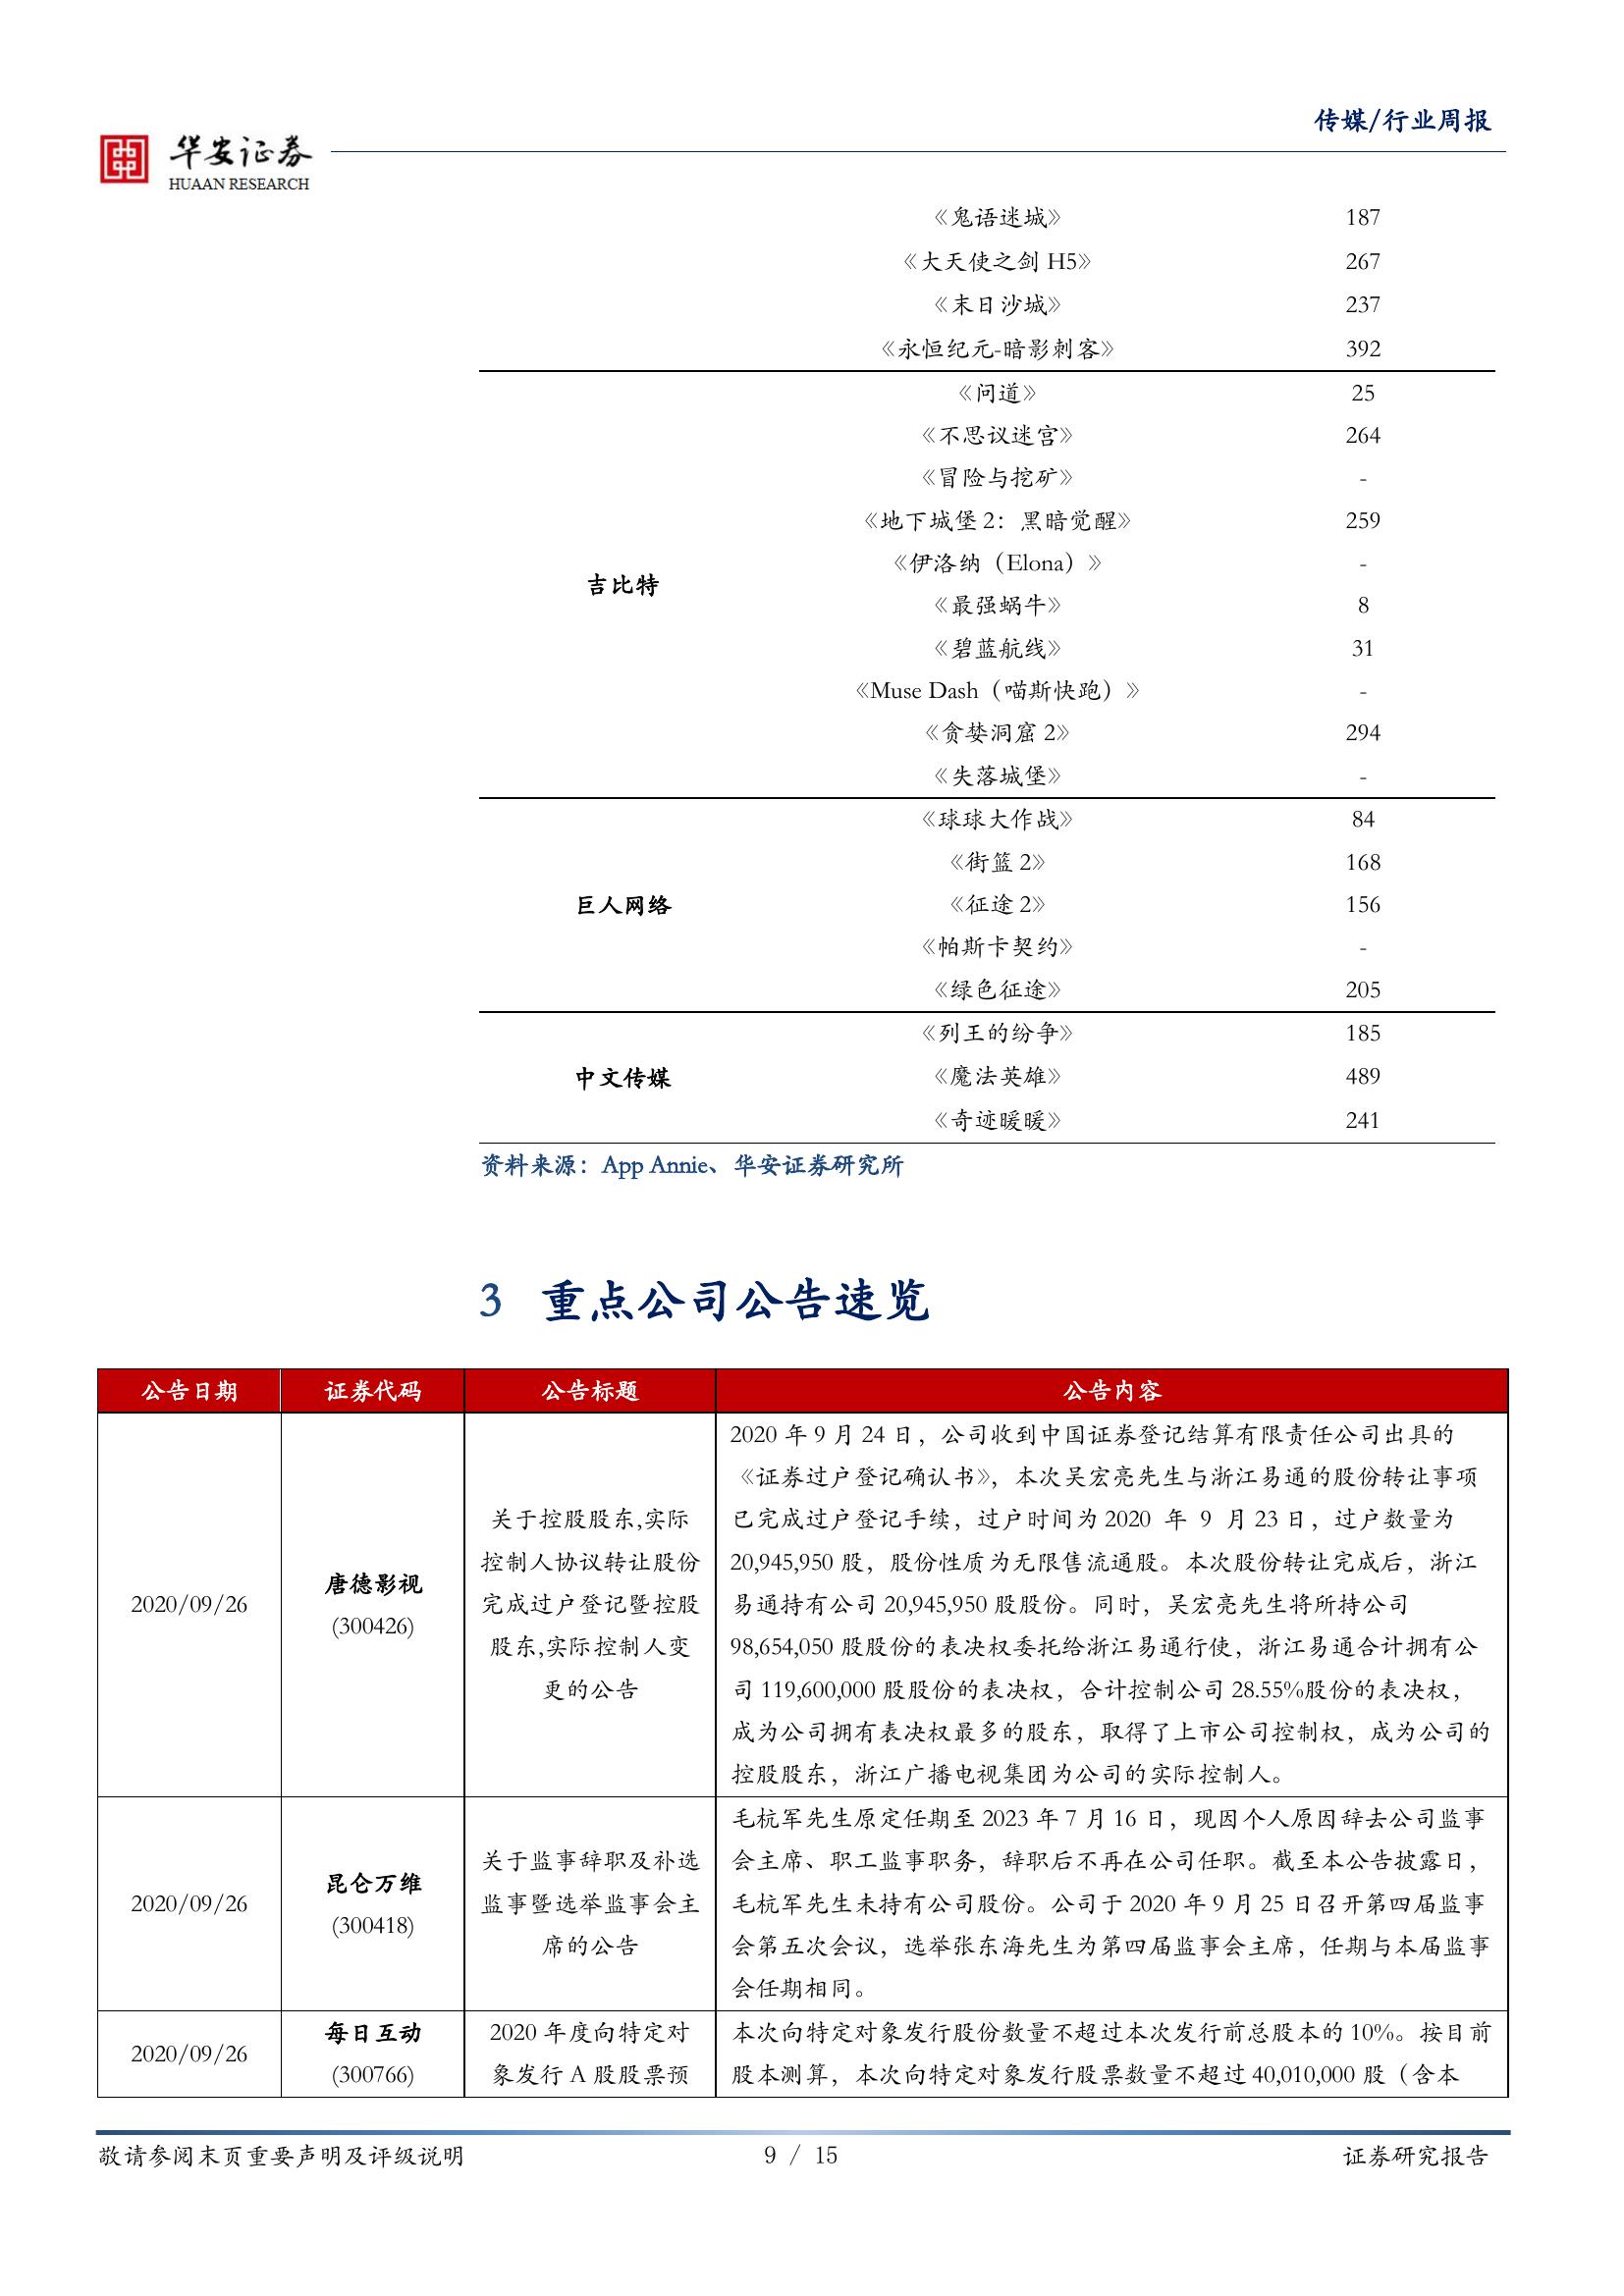 传媒/行业周报
华安证券
HUAAN RESEARCH
《鬼语迷城》 187
《大天使之剑 H5》 267
《末日沙城》 237
《永恒纪元-暗影刺客》 392
《问道》 25
《不思议迷宫》 264
《冒险与挖矿》 -
《地下城堡 2：黑暗觉醒》 259
《伊洛纳（Elona）》 -
吉比特
《最强蜗牛》 8
《碧蓝航线》 31
《Muse Dash（喵斯快跑）》 -
《贪婪洞窟 2》 294
《失落城堡》 -
《球球大作战》 84
《街篮 2》 168
巨人网络 《征途 2》 156
《帕斯卡契约》 -
《绿色征途》 205
《列王的纷争》 185
中文传媒 《魔法英雄》 489
《奇迹暖暖》 241
资料来源：App Annie、华安证券研究所
3 重点公司公告速览
公告日期 证券代码 公告标题 公告内容
2020/09/26
唐德影视
(300426)
关于控股股东,实际
控制人协议转让股份
完成过户登记暨控股
股东,实际控制人变
更的公告
2020 年 9 月 24 日，公司收到中国证券登记结算有限责任公司出具的
《证券过户登记确认书》，本次吴宏亮先生与浙江易通的股份转让事项
已完成过户登记手续，过户时间为 2020 年 9 月 23 日，过户数量为
20,945,950 股，股份性质为无限售流通股。本次股份转让完成后，浙江
易通持有公司 20,945,950 股股份。同时，吴宏亮先生将所持公司
98,654,050 股股份的表决权委托给浙江易通行使，浙江易通合计拥有公
司 119,600,000 股股份的表决权，合计控制公司 28.55%股份的表决权，
成为公司拥有表决权最多的股东，取得了上市公司控制权，成为公司的
控股股东，浙江广播电视集团为公司的实际控制人。
2020/09/26
昆仑万维
(300418)
关于监事辞职及补选
监事暨选举监事会主
席的公告
毛杭军先生原定任期至 2023 年 7 月 16 日，现因个人原因辞去公司监事
会主席、职工监事职务，辞职后不再在公司任职。截至本公告披露日，
毛杭军先生未持有公司股份。公司于 2020 年 9 月 25 日召开第四届监事
会第五次会议，选举张东海先生为第四届监事会主席，任期与本届监事
会任期相同。
2020/09/26
每日互动
(300766)
2020 年度向特定对
象发行 A 股股票预
本次向特定对象发行股份数量不超过本次发行前总股本的 10%。按目前
股本测算，本次向特定对象发行股票数量不超过 40,010,000 股（含本
敬请参阅末页重要声明及评级说明 9 / 15 证券研究报告